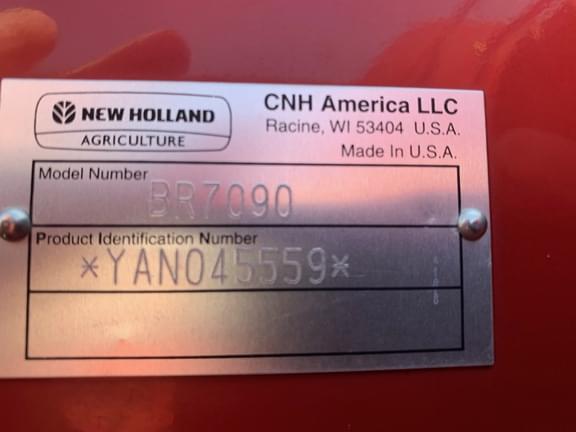 NEW HOLLAND
AGRICULTURE
CNH America LLC
Racine, WI 53404 U.S.A.
Made In U.S.A.
Model Number
BR7090
Product Identification Number
*YAN045559*